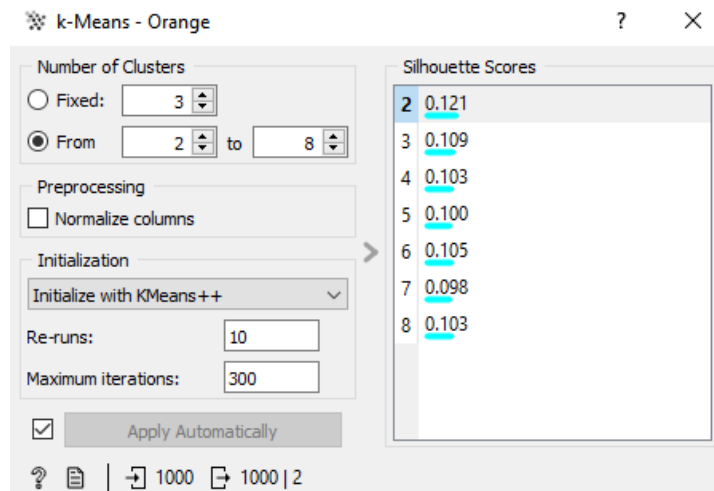 k-Means - Orange ? ×
Number of Clusters
Fixed: 3
From 2 to 8
Preprocessing
Normalize columns
Initialization
Initialize with KMeans++
Re-runs: 10
Maximum iterations: 300
Apply Automatically
? | 1000 1000 | 2
>
Silhouette Scores
2 0.121
3 0.109
4 0.103
5 0.100
6 0.105
7 0.098
8 0.103